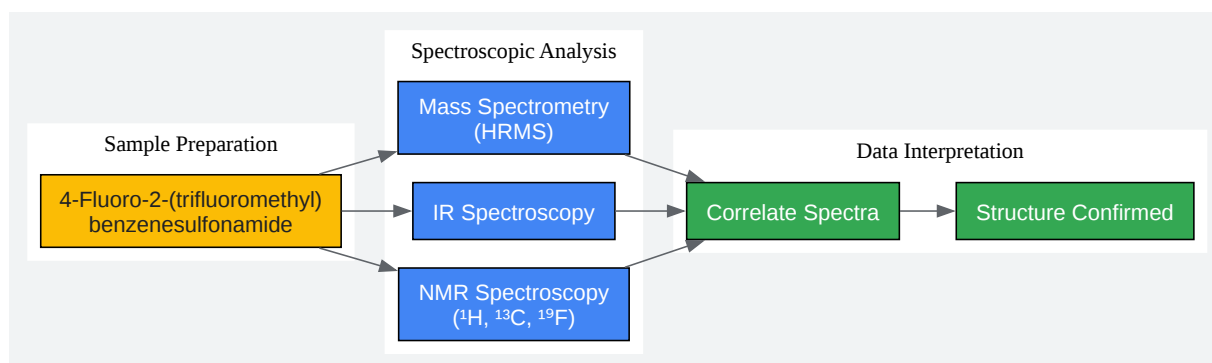 Spectroscopic Analysis
Mass Spectrometry
(HRMS)
Sample Preparation
Data Interpretation
4-Fluoro-2-(trifluoromethyl)
benzenesulfonamide
IR Spectroscopy
Correlate Spectra
Structure Confirmed
NMR Spectroscopy
(¹H, ¹³C, ¹⁹F)